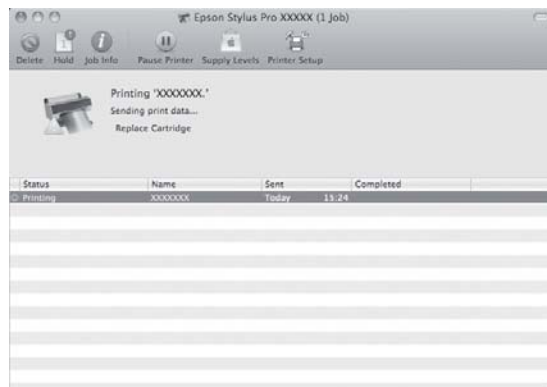 Epson Stylus Pro XXXXX (1 Job)
Delete Hold Job Info Pause Printer Supply Levels Printer Setup
Printing 'XXXXXXX.'
Sending print data...
Replace Cartridge
Status Name Sent Completed
Printing XXXXXXX Today 15:24